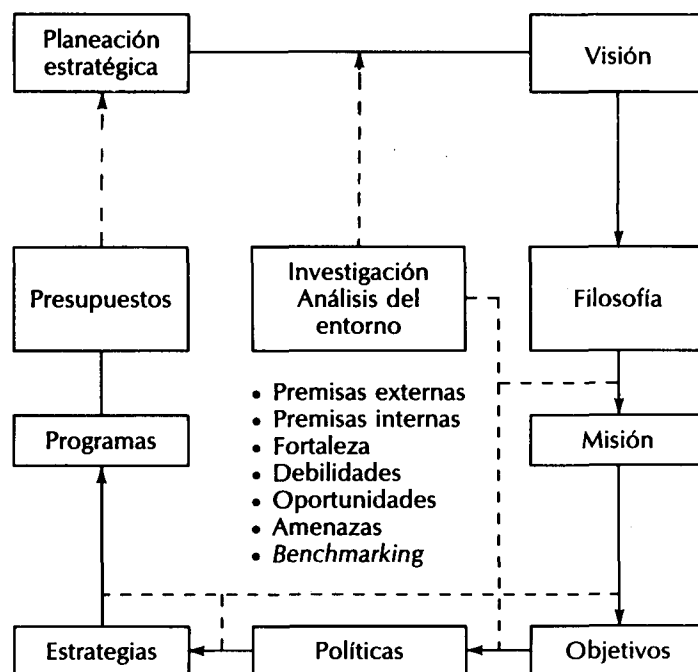 Planeación
estratégica
Visión
Presupuestos
Investigación
Análisis del
entorno
Filosofía
• Premisas externas
• Premisas internas
• Fortaleza
• Debilidades
• Oportunidades
• Amenazas
• Benchmarking
Programas
Misión
Estrategias
Políticas
Objetivos